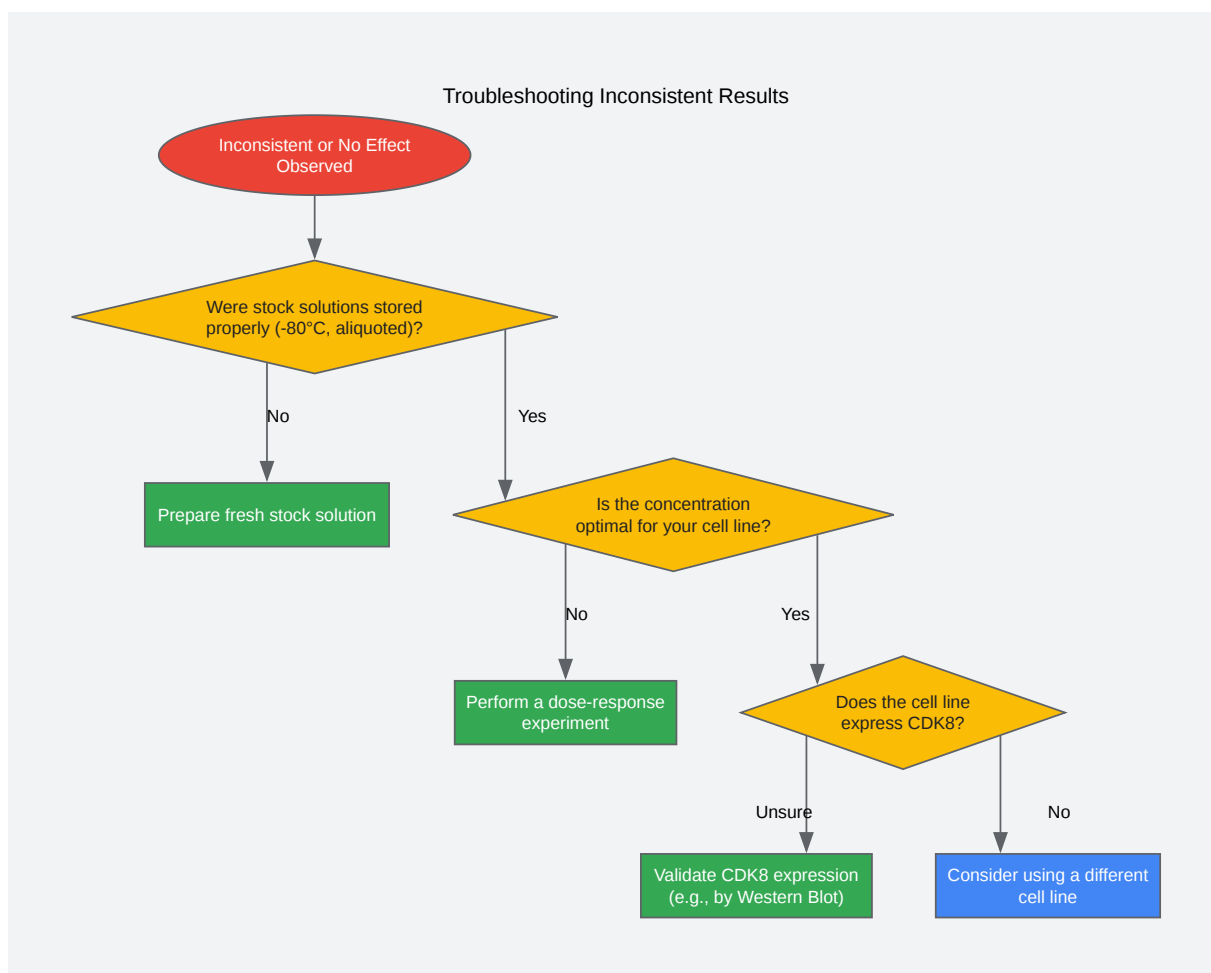 Troubleshooting Inconsistent Results
Inconsistent or No Effect
Observed
Were stock solutions stored
properly (-80°C, aliquoted)?
No
Yes
Prepare fresh stock solution
Is the concentration
optimal for your cell line?
No
Yes
Perform a dose-response
experiment
Does the cell line
express CDK8?
Unsure
No
Validate CDK8 expression
(e.g., by Western Blot)
Consider using a different
cell line